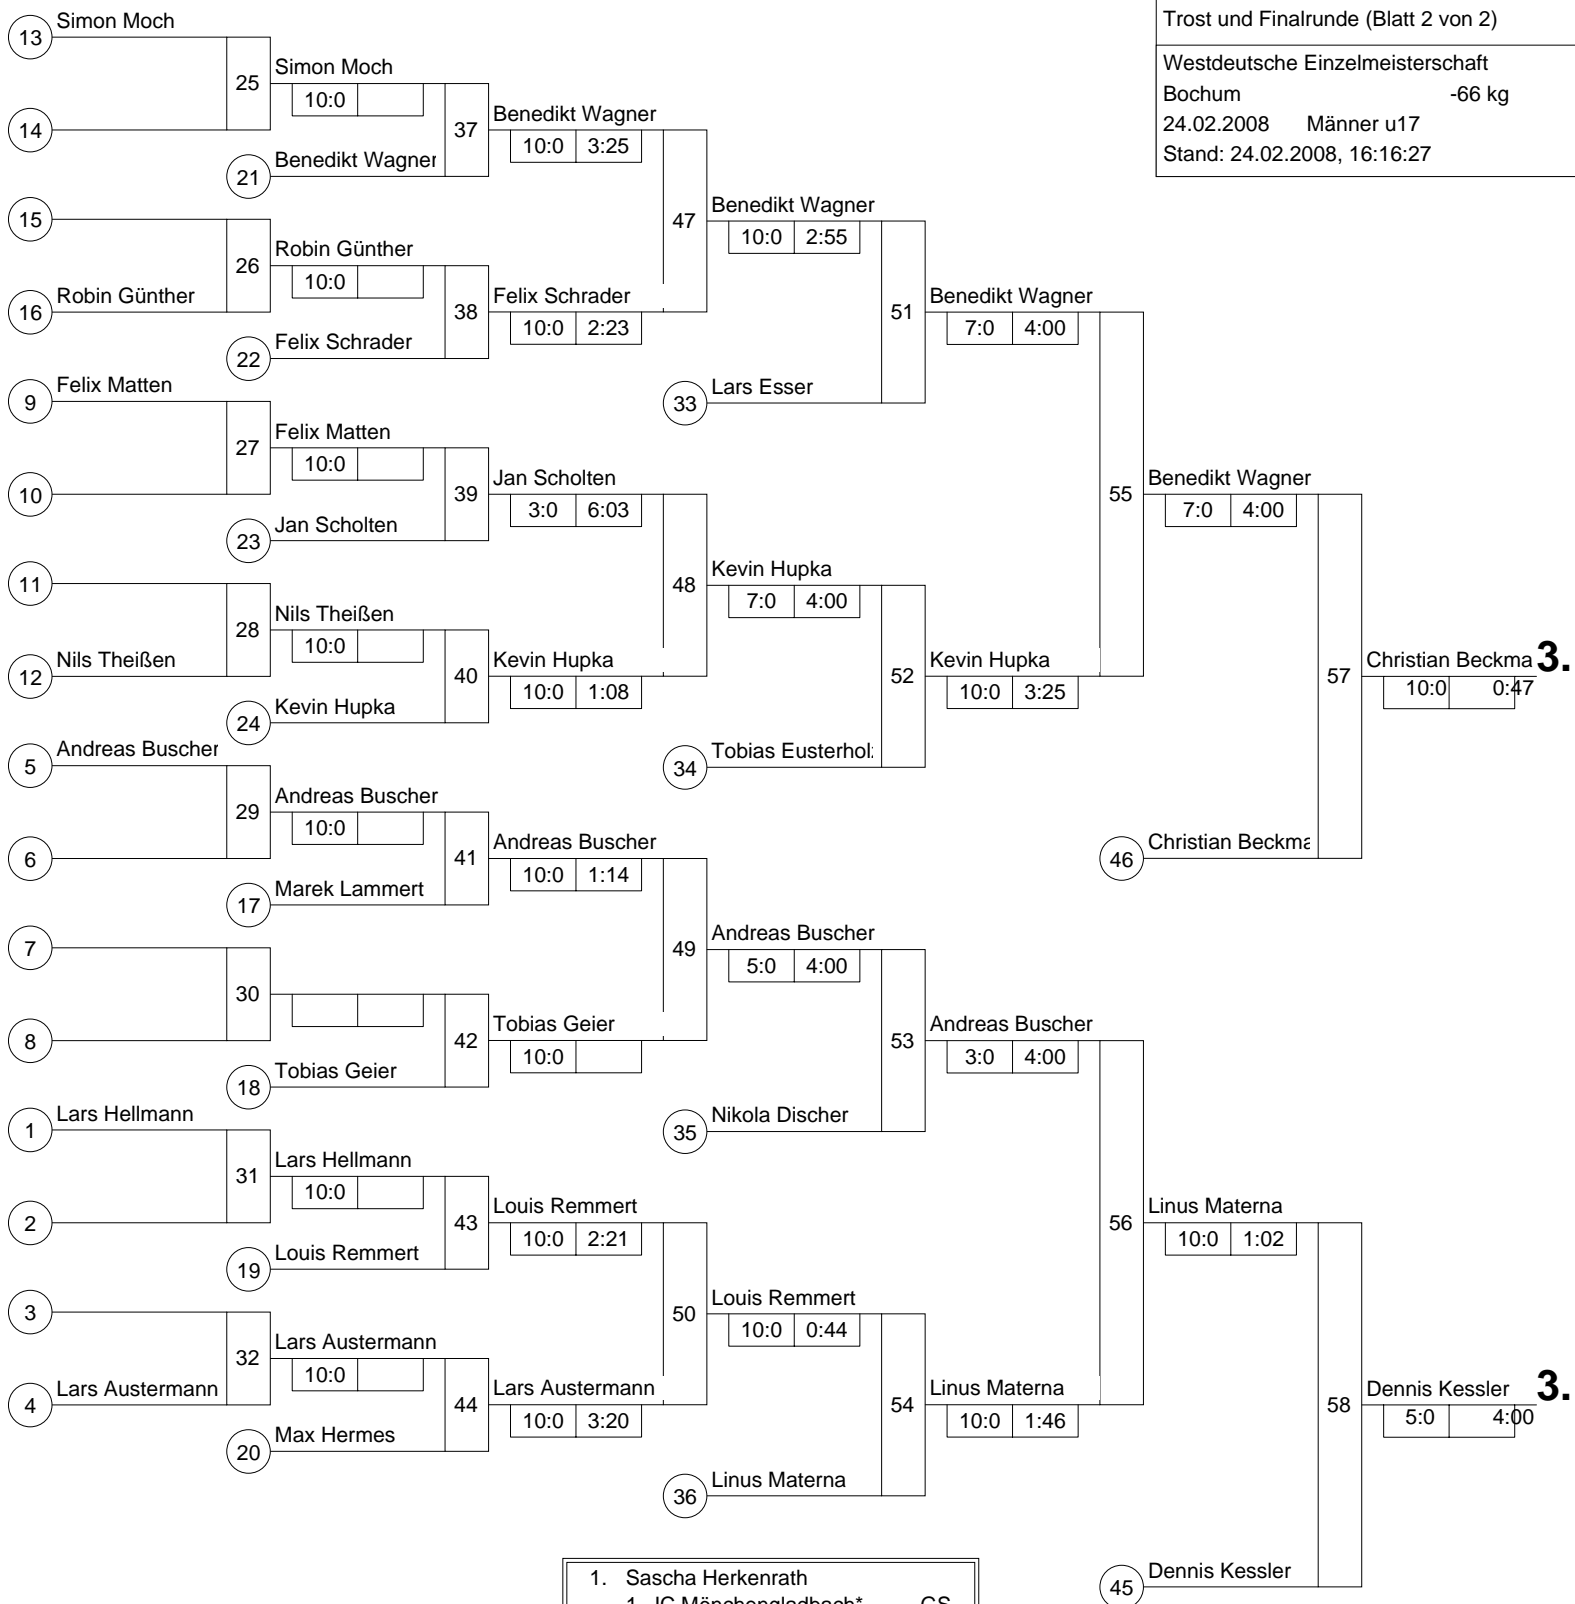 Trost und Finalrunde (Blatt 2 von 2)
Westdeutsche Einzelmeisterschaft
Bochum -66 kg
24.02.2008 Männer u17
Stand: 24.02.2008, 16:16:27
13 Simon Moch
14
25 Simon Moch
10:0
21 Benedikt Wagner
37 Benedikt Wagner
10:0 3:25
15
16 Robin Günther
26 Robin Günther
10:0
22 Felix Schrader
38 Felix Schrader
10:0 2:23
47 Benedikt Wagner
10:0 2:55
33 Lars Esser
51 Benedikt Wagner
7:0 4:00
9 Felix Matten
10
27 Felix Matten
10:0
23 Jan Scholten
39 Jan Scholten
3:0 6:03
11
12 Nils Theißen
28 Nils Theißen
10:0
24 Kevin Hupka
40 Kevin Hupka
10:0 1:08
48 Kevin Hupka
7:0 4:00
34 Tobias Eusterhol
52 Kevin Hupka
10:0 3:25
55 Benedikt Wagner
7:0 4:00
46 Christian Beckma
57 Christian Beckma 3.
10:0 0:47
5 Andreas Buscher
6
29 Andreas Buscher
10:0
17 Marek Lammert
41 Andreas Buscher
10:0 1:14
7
8
30
18 Tobias Geier
42 Tobias Geier
10:0
49 Andreas Buscher
5:0 4:00
35 Nikola Discher
53 Andreas Buscher
3:0 4:00
1 Lars Hellmann
2
31 Lars Hellmann
10:0
19 Louis Remmert
43 Louis Remmert
10:0 2:21
3
4 Lars Austermann
32 Lars Austermann
10:0
20 Max Hermes
44 Lars Austermann
10:0 3:20
50 Louis Remmert
10:0 0:44
36 Linus Materna
54 Linus Materna
10:0 1:46
56 Linus Materna
10:0 1:02
45 Dennis Kessler
58 Dennis Kessler 3.
5:0 4:00
1. Sascha Herkenrath
1. JC Mönchengladbach* GS